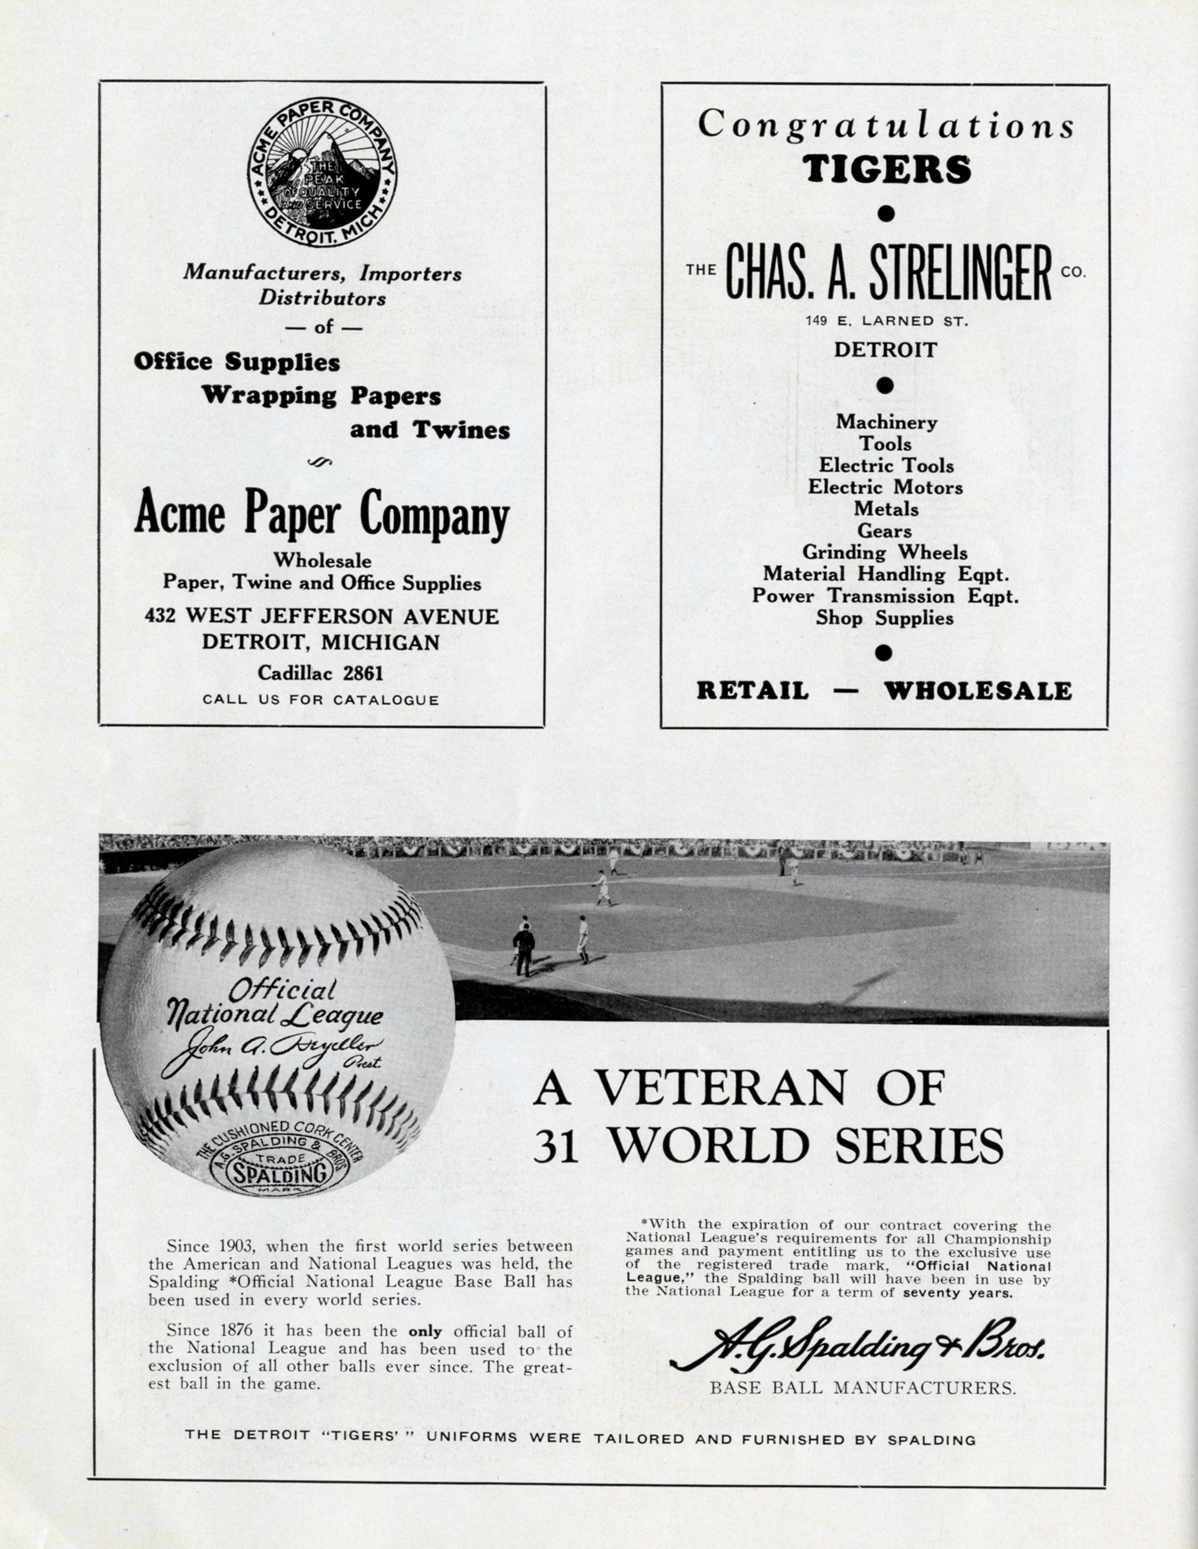 ACME PAPER COMPANY
THE
PEAK
OF QUALITY
AND SERVICE
DETROIT. MICH
Manufacturers, Importers
Distributors
— of —
Office Supplies
Wrapping Papers
and Twines
Acme Paper Company
Wholesale
Paper, Twine and Office Supplies
432 WEST JEFFERSON AVENUE
DETROIT, MICHIGAN
Cadillac 2861
CALL US FOR CATALOGUE
Congratulations
TIGERS
THE CHAS. A. STRELINGER CO.
149 E. LARNED ST.
DETROIT
Machinery
Tools
Electric Tools
Electric Motors
Metals
Gears
Grinding Wheels
Material Handling Eqpt.
Power Transmission Eqpt.
Shop Supplies
RETAIL — WHOLESALE
Official
National League
John A. Heydler
Prest.
THE CUSHIONED CORK CENTER
A.G. SPALDING & BROS
TRADE
SPALDING
MARK
A VETERAN OF
31 WORLD SERIES
Since 1903, when the first world series between
the American and National Leagues was held, the
Spalding *Official National League Base Ball has
been used in every world series.
Since 1876 it has been the only official ball of
the National League and has been used to the
exclusion of all other balls ever since. The great-
est ball in the game.
*With the expiration of our contract covering the
National League's requirements for all Championship
games and payment entitling us to the exclusive use
of the registered trade mark, "Official National
League," the Spalding ball will have been in use by
the National League for a term of seventy years.
A.G. Spalding & Bros.
BASE BALL MANUFACTURERS.
THE DETROIT "TIGERS' " UNIFORMS WERE TAILORED AND FURNISHED BY SPALDING